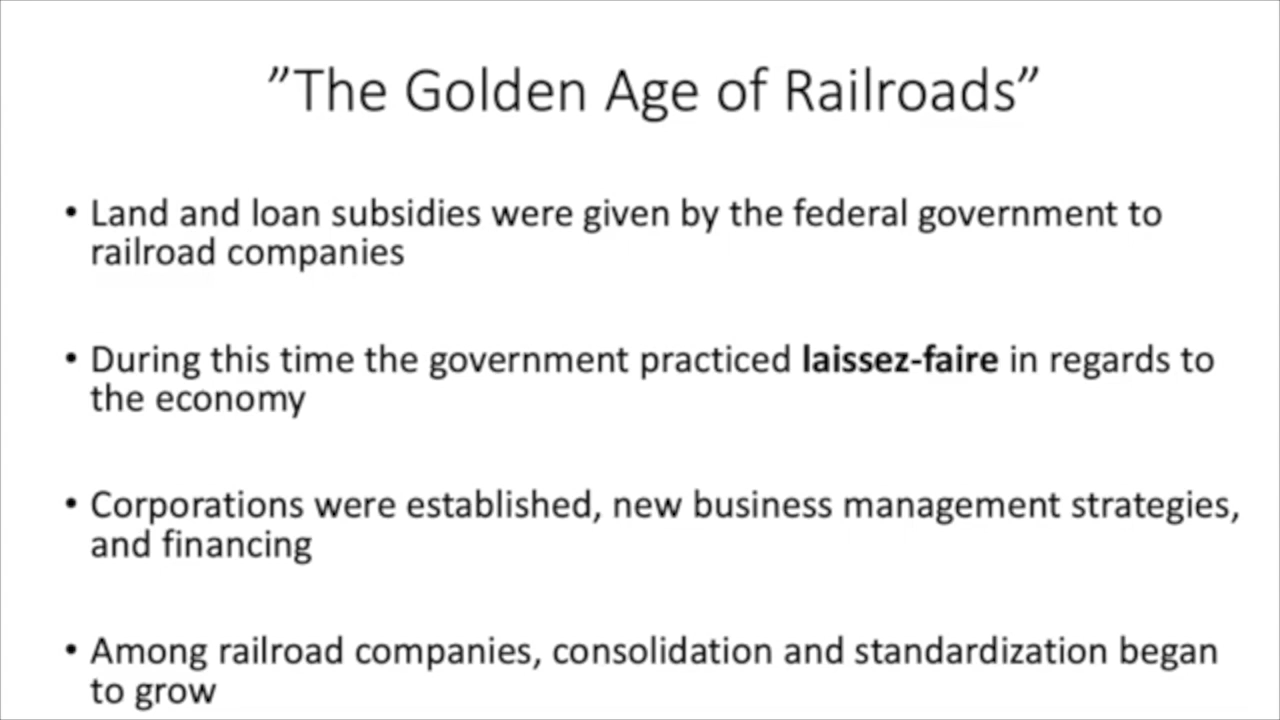 ”The Golden Age of Railroads”
• Land and loan subsidies were given by the federal government to
railroad companies
• During this time the government practiced laissez-faire in regards to
the economy
• Corporations were established, new business management strategies,
and financing
• Among railroad companies, consolidation and standardization began
to grow